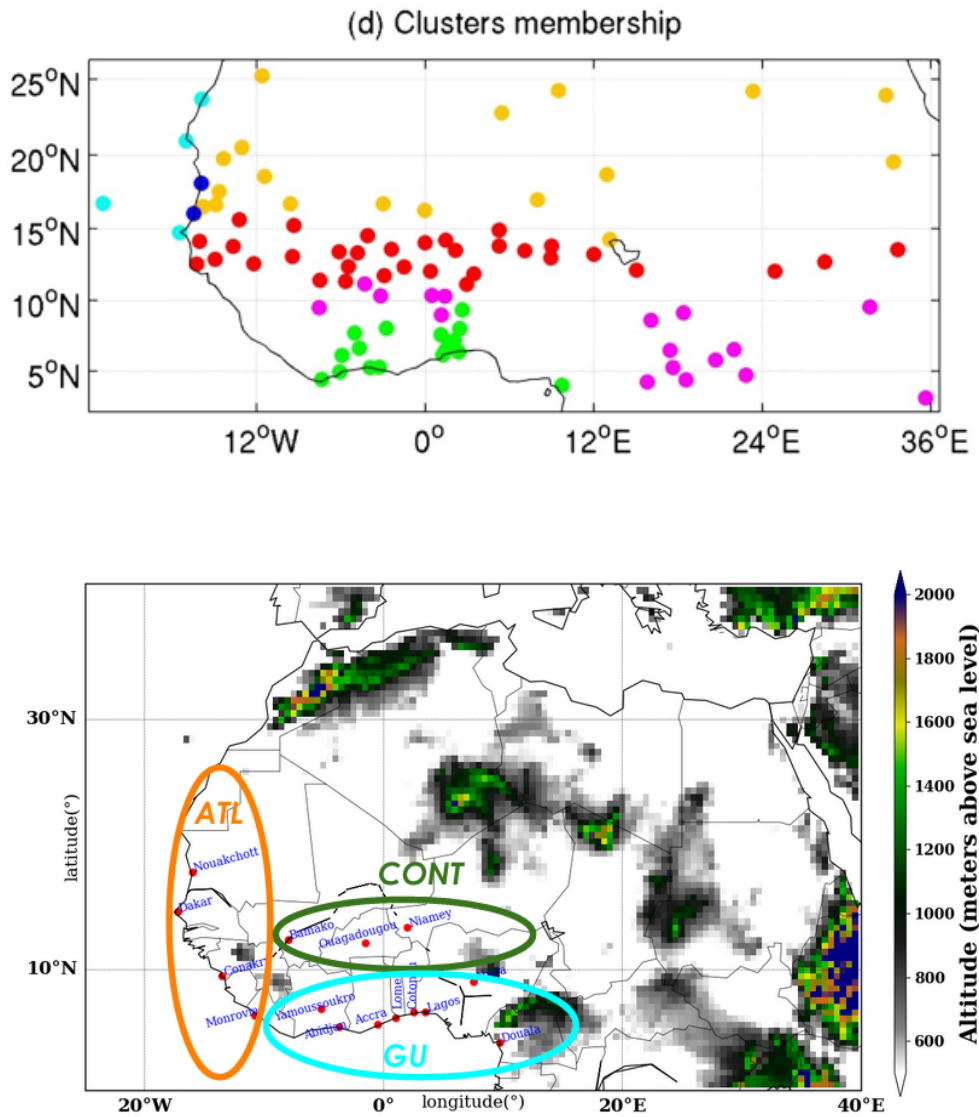 (d) Clusters membership
25°N
20°N
15°N
10°N
5°N
12°W
0°
12°E
24°E
36°E
30°N
10°N
latitude(°)
ATL
Nouakchott
Dakar
Conakr
Monrovia
CONT
Bamako
Ouagadougou
Niamey
Yamoussoukro
Abidjan
Accra
Lome
Cotonou
Lagos
Douala
GU
20°W
0°
20°E
40°E
longitude(°)
2000
1800
1600
1400
1200
1000
800
600
Altitude (meters above sea level)